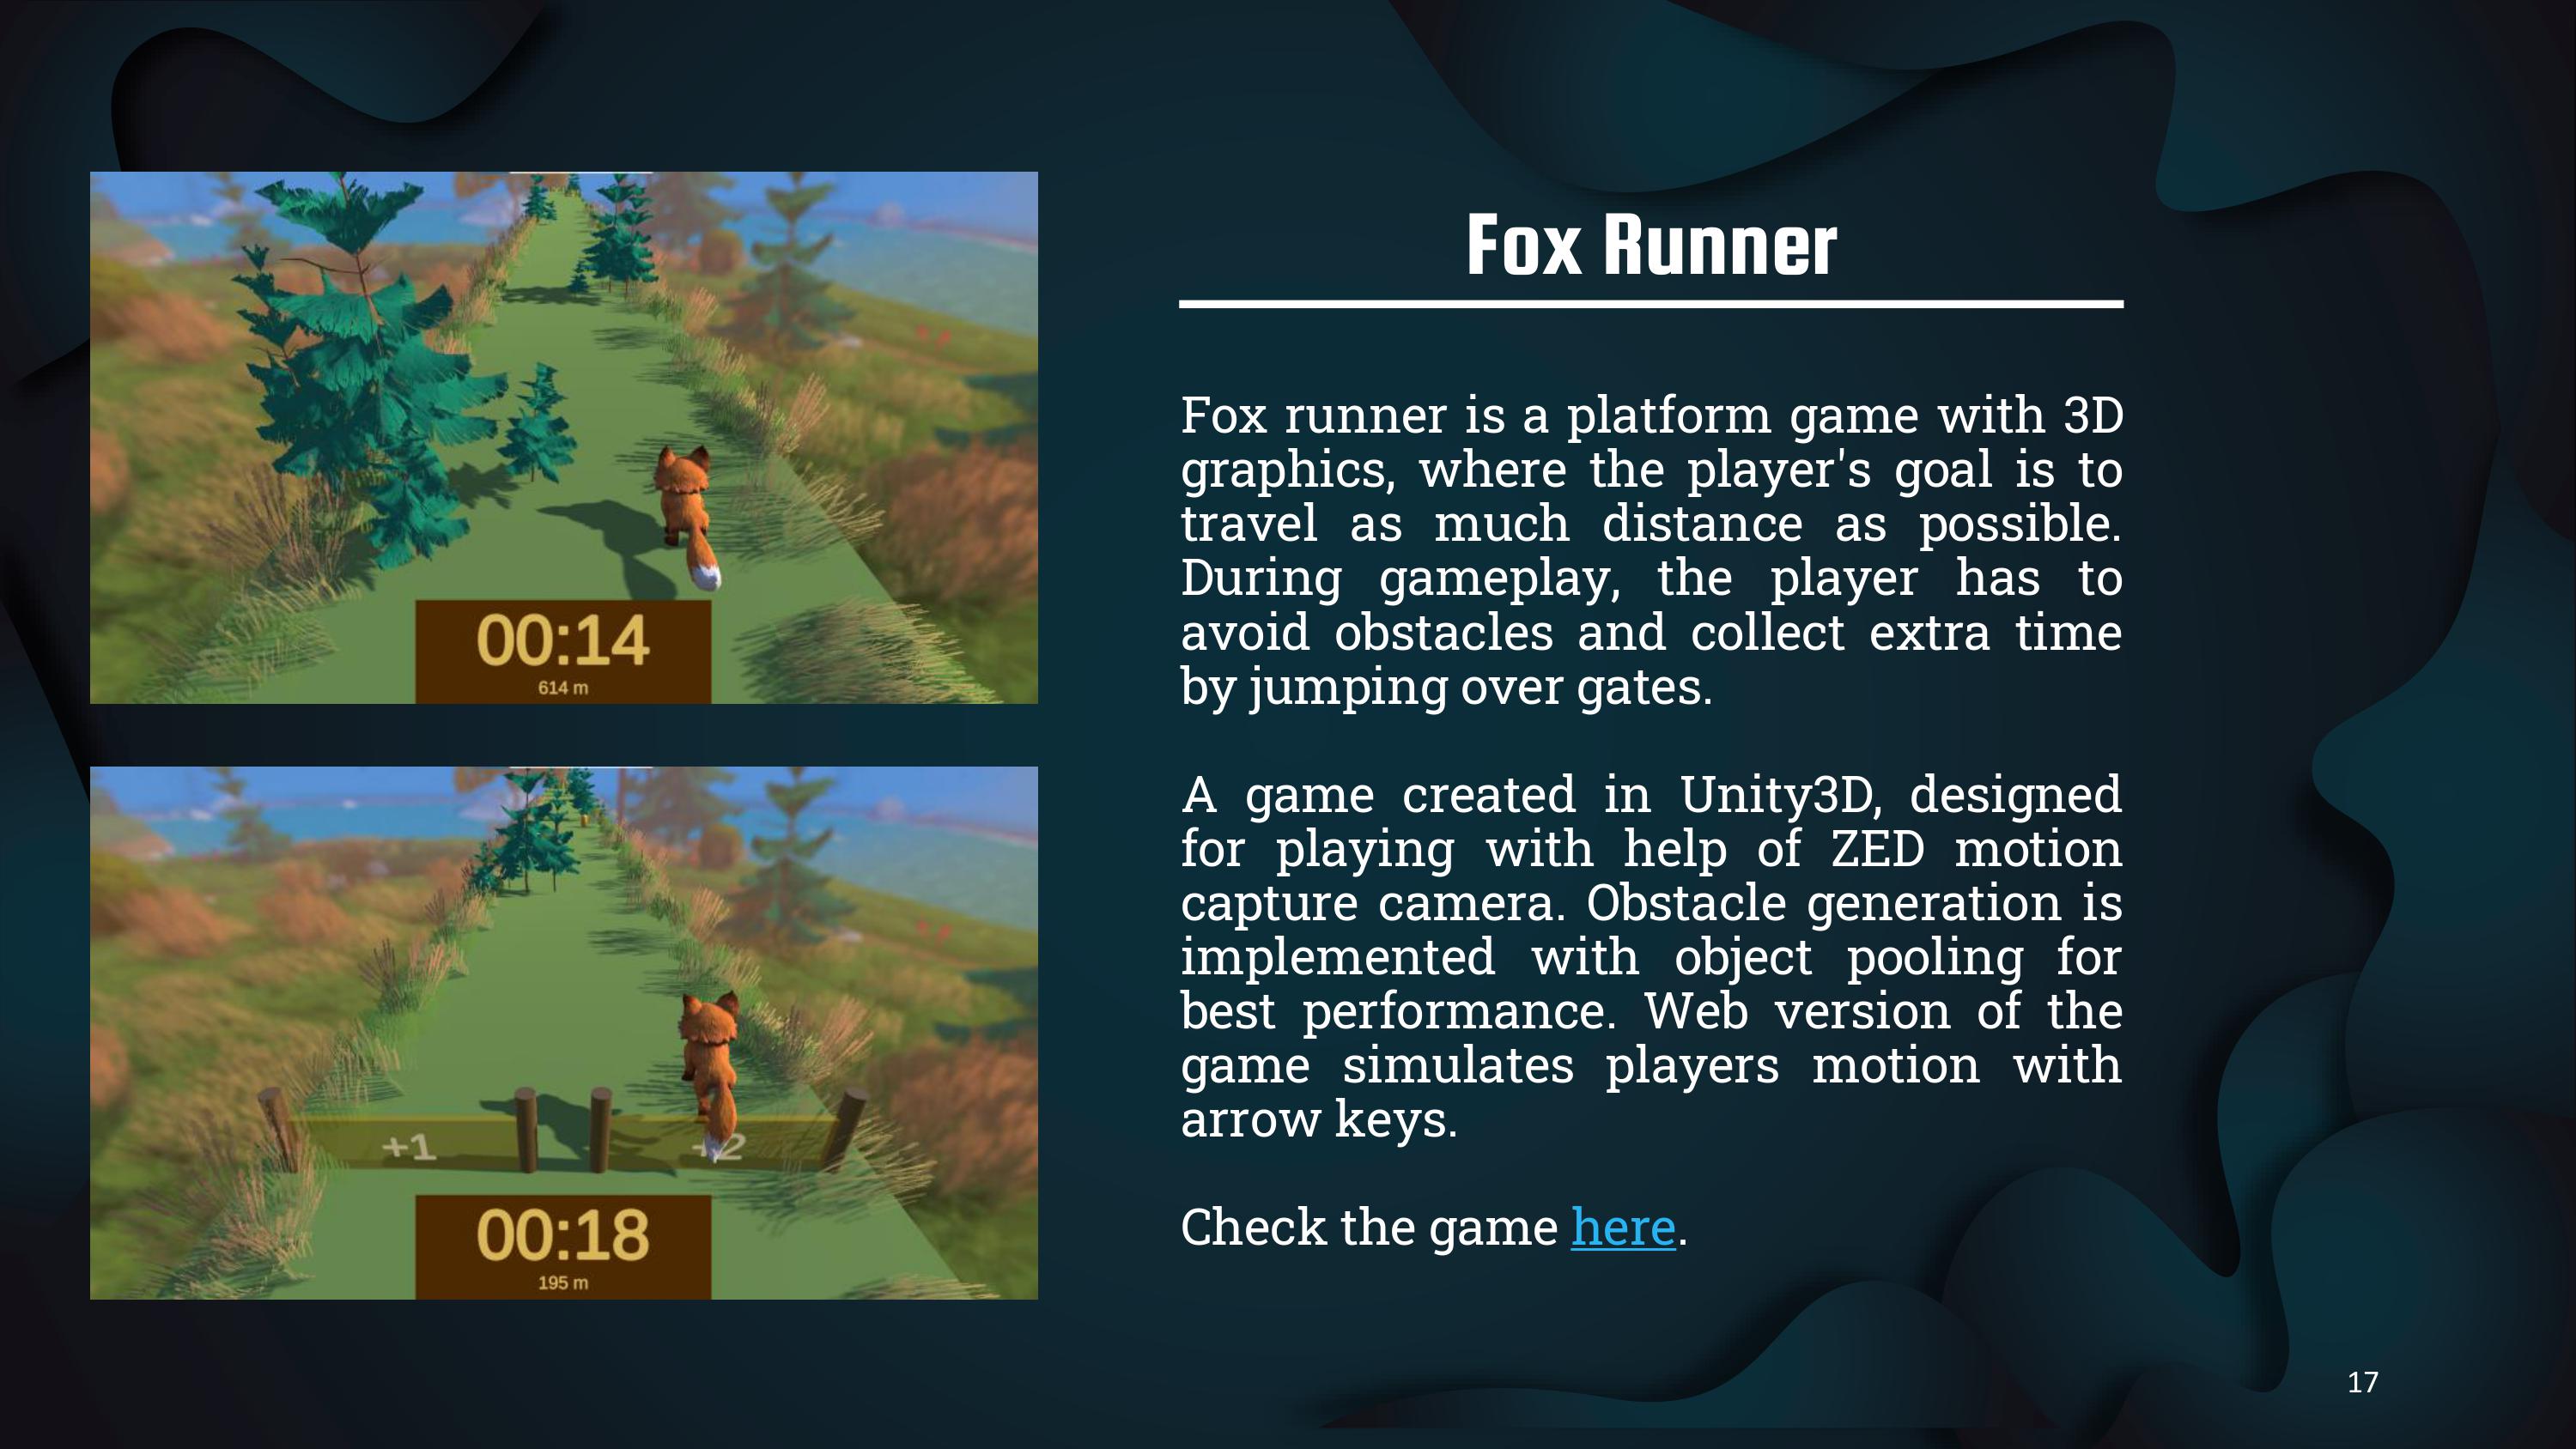 Fox Runner
Fox runner is a platform game with 3D
graphics, where the player's goal is to
travel as much distance as possible.
During gameplay, the player has to
avoid obstacles and collect extra time
by jumping over gates.
A game created in Unity3D, designed
for playing with help of ZED motion
capture camera. Obstacle generation is
implemented with object pooling for
best performance. Web version of the
game simulates players motion with
arrow keys.
Check the game here.
00:14
614 m
+1
+2
00:18
195 m
17